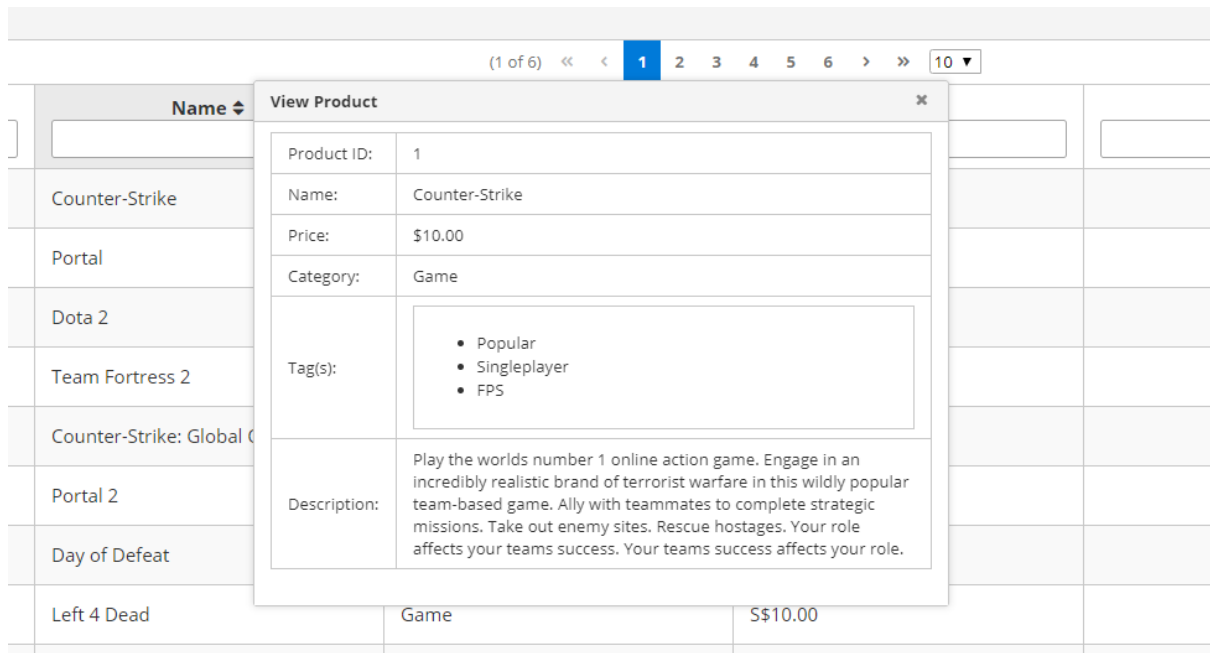 (1 of 6) « ‹ 1 2 3 4 5 6 › » 10 ▼
Name
View Product ×
Product ID: 1
Name: Counter-Strike
Price: $10.00
Category: Game
Tag(s):
• Popular
• Singleplayer
• FPS
Description:
Play the worlds number 1 online action game. Engage in an
incredibly realistic brand of terrorist warfare in this wildly popular
team-based game. Ally with teammates to complete strategic
missions. Take out enemy sites. Rescue hostages. Your role
affects your teams success. Your teams success affects your role.
Counter-Strike
Portal
Dota 2
Team Fortress 2
Counter-Strike: Global
Portal 2
Day of Defeat
Left 4 Dead Game S$10.00